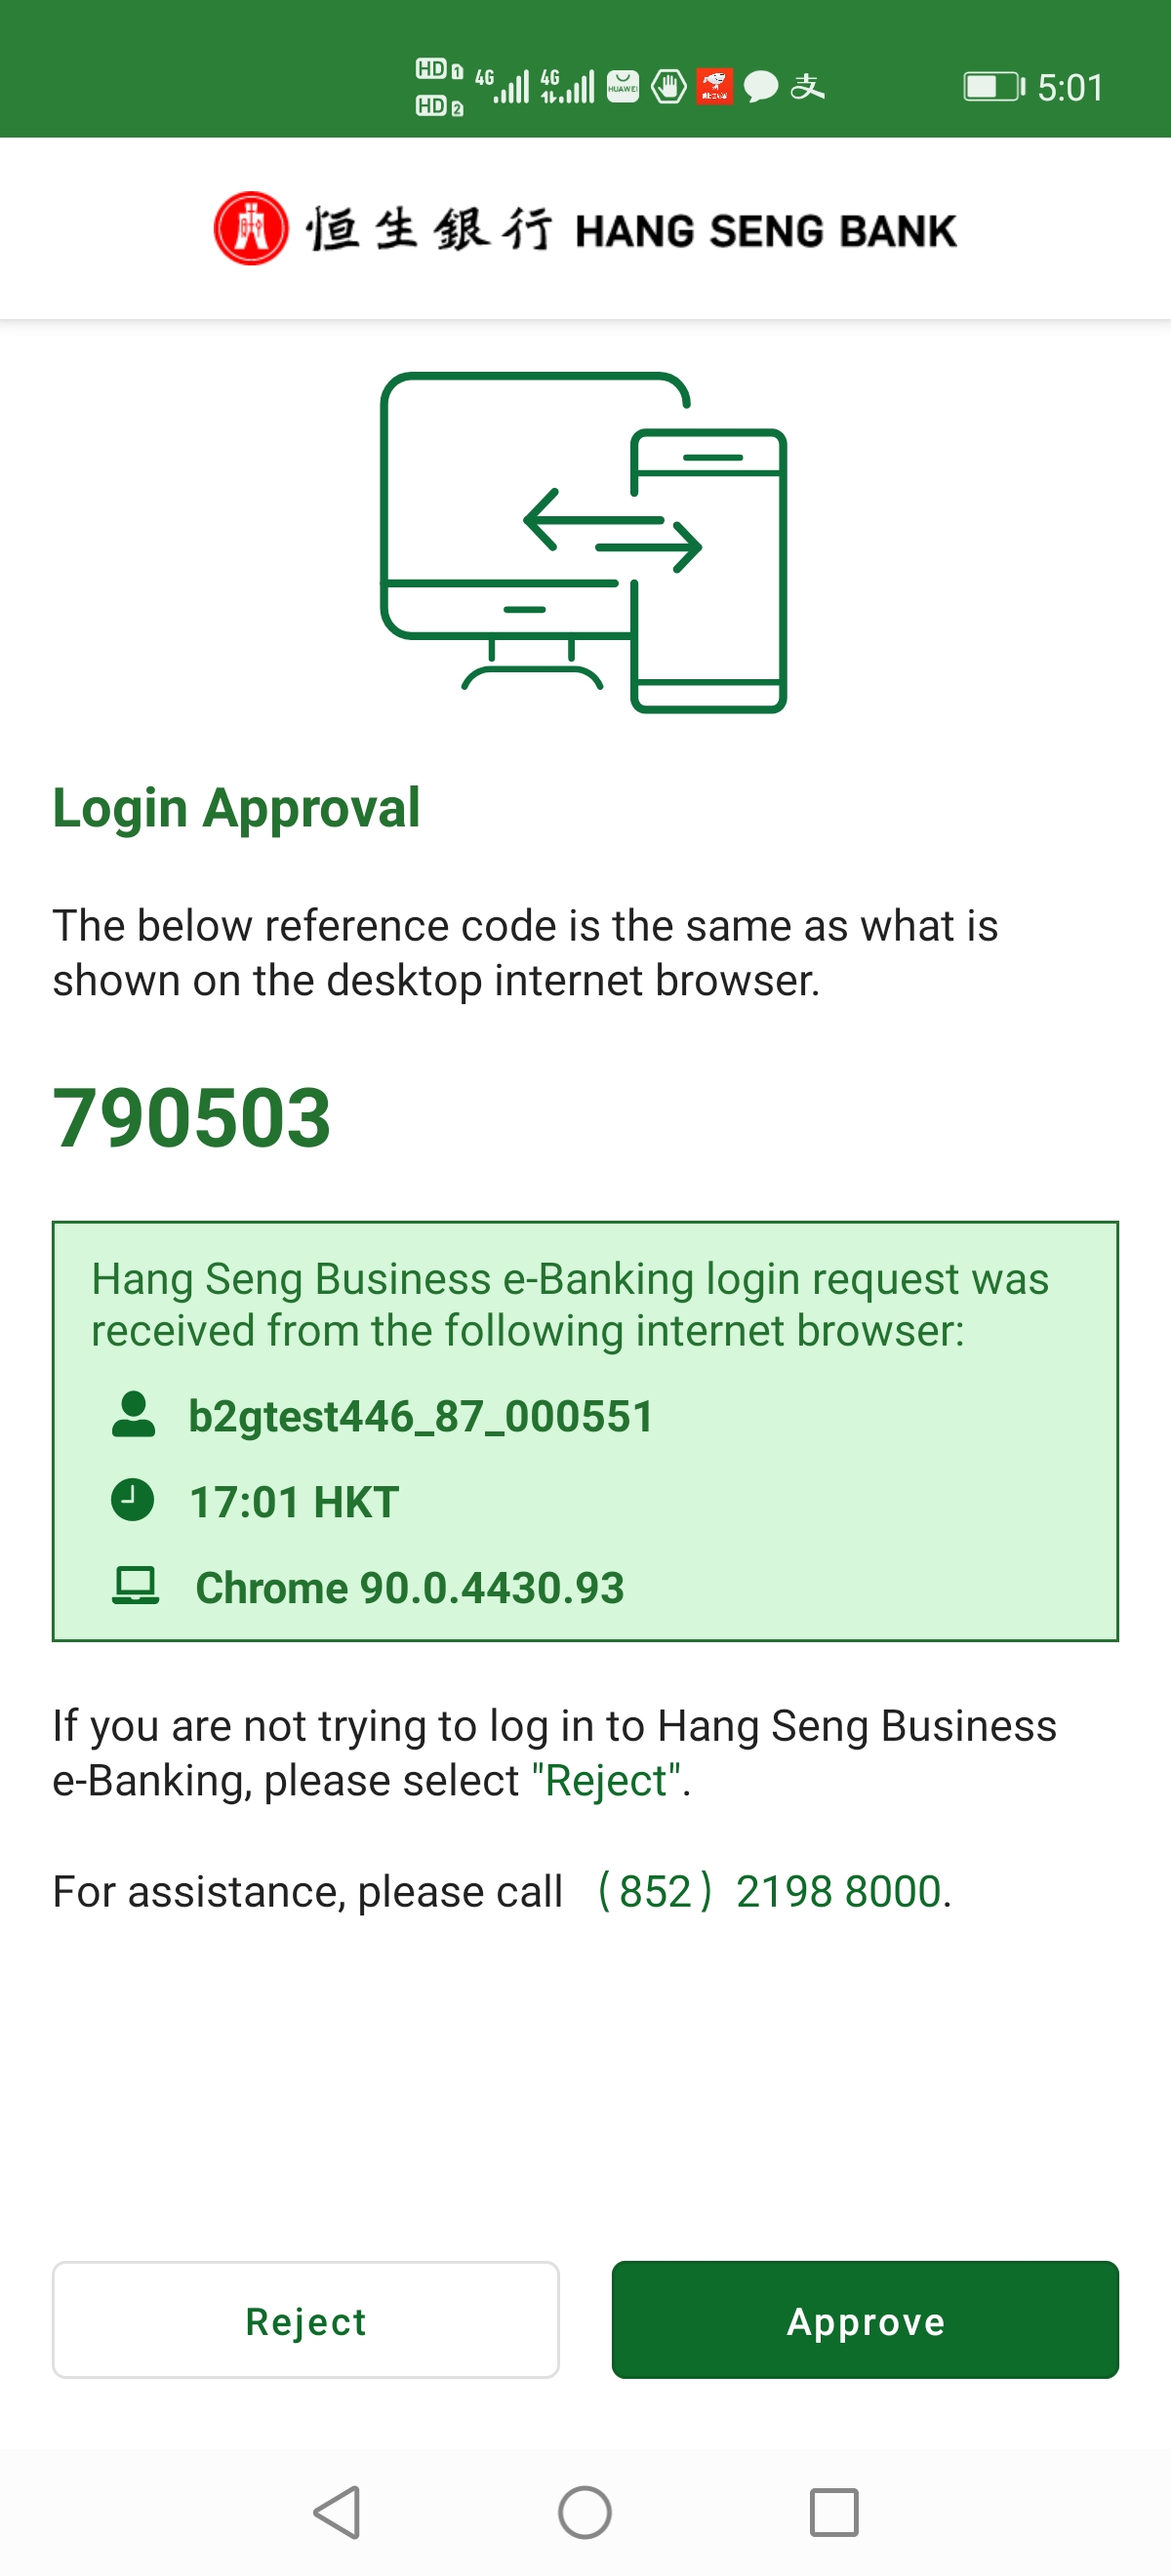 HD 1 4G 4G HUAWEI 支 5:01
HD 2
恒生銀行 HANG SENG BANK
Login Approval
The below reference code is the same as what is
shown on the desktop internet browser.
790503
Hang Seng Business e-Banking login request was
received from the following internet browser:
b2gtest446_87_000551
17:01 HKT
Chrome 90.0.4430.93
If you are not trying to log in to Hang Seng Business
e-Banking, please select "Reject".
For assistance, please call （852）2198 8000.
Reject Approve